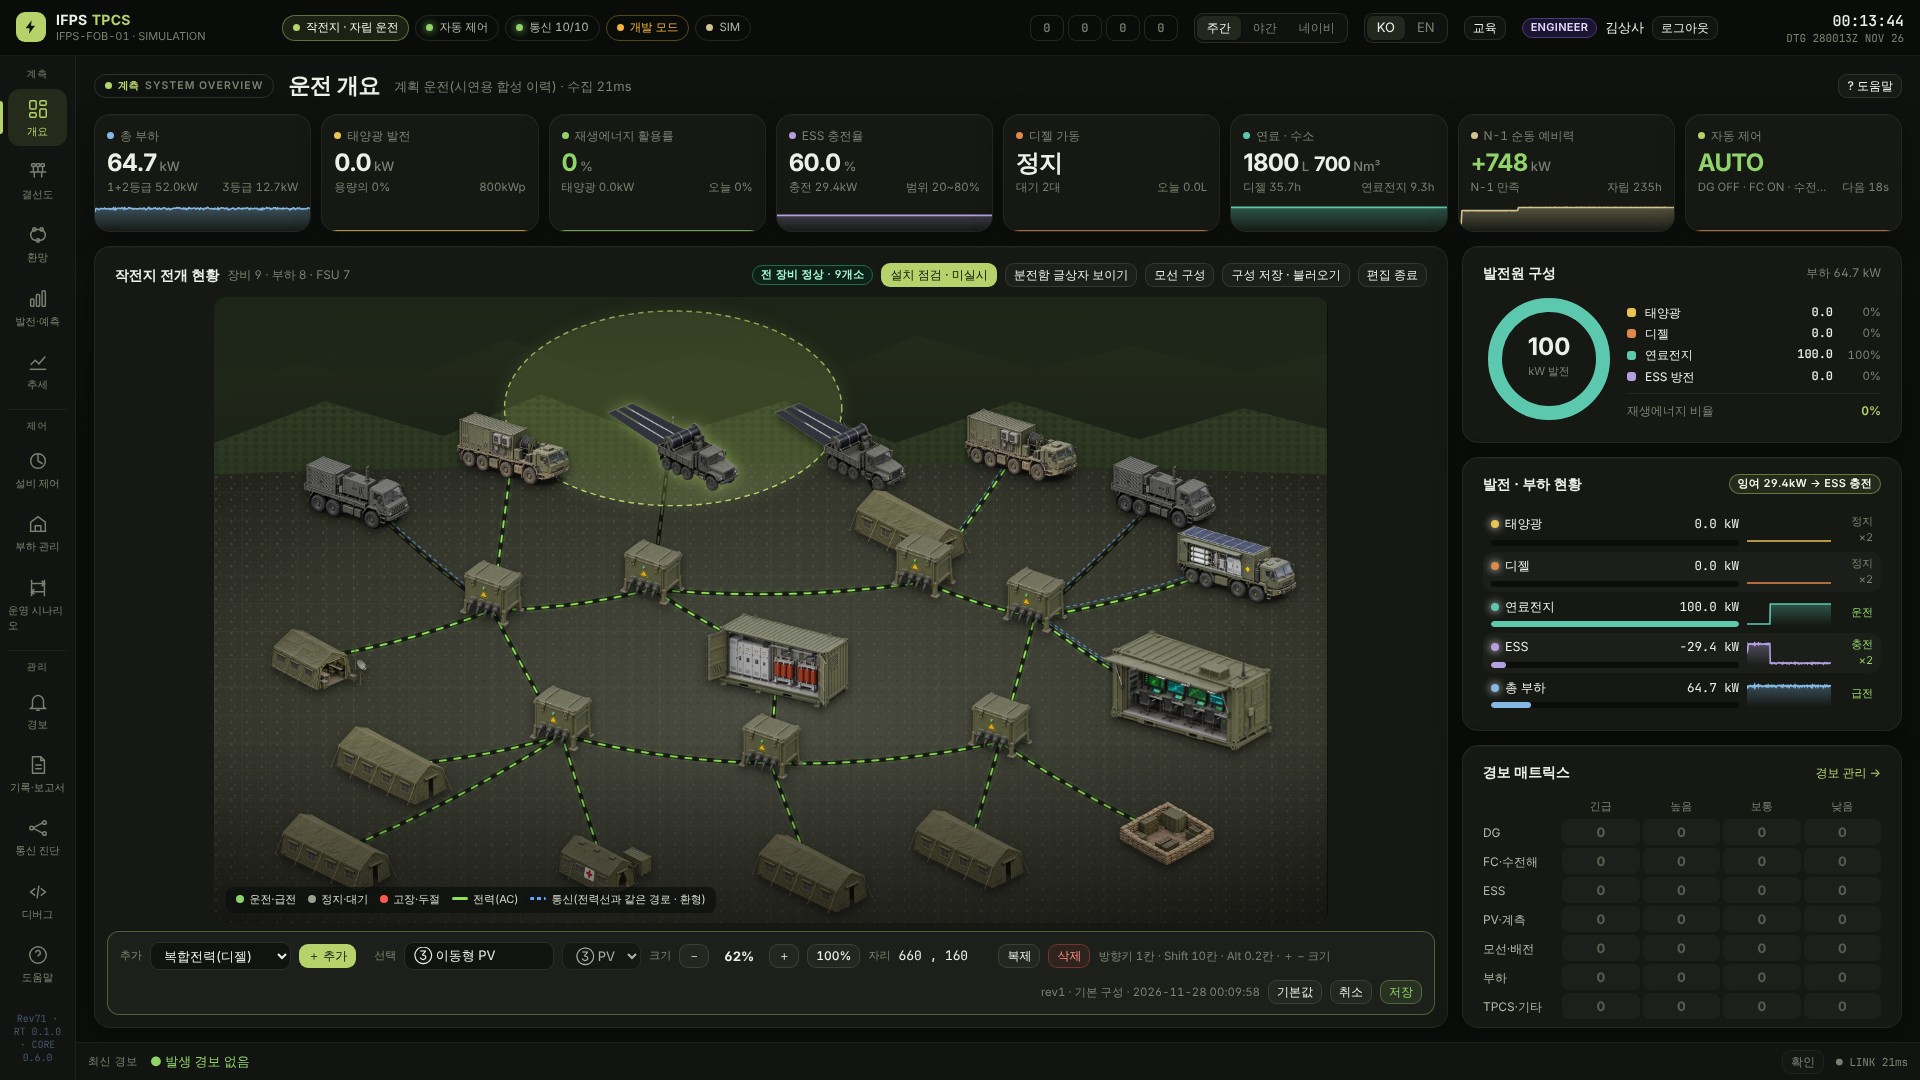 IFPS TPCS
IFPS-FOB-01 · SIMULATION
작전지 · 자립 운전
자동 제어
통신 10/10
개발 모드
SIM
0 0 0 0
주간 야간 네이비
KO EN
교육
ENGINEER 김상사 로그아웃
00:13:44
DTG 280013Z NOV 26
계측
개요
결선도
환망
발전·예측
추세
제어
설비 제어
부하 관리
운영 시나리오
관리
경보
기록·보고서
통신 진단
디버그
도움말
Rev71 ·
RT 0.1.0
· CORE
0.6.0
계측 SYSTEM OVERVIEW
운전 개요
계획 운전(시연용 합성 이력) · 수집 21ms
? 도움말
총 부하
64.7 kW
1+2등급 52.0kW 3등급 12.7kW
태양광 발전
0.0 kW
용량의 0% 800kWp
재생에너지 활용률
0 %
태양광 0.0kW 오늘 0%
ESS 충전율
60.0 %
충전 29.4kW 범위 20~80%
디젤 가동
정지
대기 2대 오늘 0.0L
연료 · 수소
1800 L 700 Nm³
디젤 35.7h 연료전지 9.3h
N-1 순동 예비력
+748 kW
N-1 만족 자립 235h
자동 제어
AUTO
DG OFF · FC ON · 수전... 다음 18s
작전지 전개 현황 장비 9 · 부하 8 · FSU 7
전 장비 정상 · 9개소
설치 점검 · 미실시
분전함 글상자 보이기
모선 구성
구성 저장 · 불러오기
편집 종료
운전·급전 정지·대기 고장·두절 전력(AC) 통신(전력선과 같은 경로 · 환형)
추가 복합전력(디젤) + 추가 선택 ③ 이동형 PV ③ PV 크기 − 62% + 100% 자리 660 , 160 복제 삭제 방향키 1칸 · Shift 10칸 · Alt 0.2칸 · + − 크기
rev1 · 기본 구성 · 2026-11-28 00:09:58 기본값 취소 저장
발전원 구성 부하 64.7 kW
100
kW 발전
태양광 0.0 0%
디젤 0.0 0%
연료전지 100.0 100%
ESS 방전 0.0 0%
재생에너지 비율 0%
발전 · 부하 현황 잉여 29.4kW → ESS 충전
태양광 0.0 kW 정지 ×2
디젤 0.0 kW 정지 ×2
연료전지 100.0 kW 운전
ESS -29.4 kW 충전 ×2
총 부하 64.7 kW 급전
경보 매트릭스 경보 관리 →
긴급 높음 보통 낮음
DG 0 0 0 0
FC·수전해 0 0 0 0
ESS 0 0 0 0
PV·계측 0 0 0 0
모선·배전 0 0 0 0
부하 0 0 0 0
TPCS·기타 0 0 0 0
최신 경보 발생 경보 없음
확인 LINK 21ms